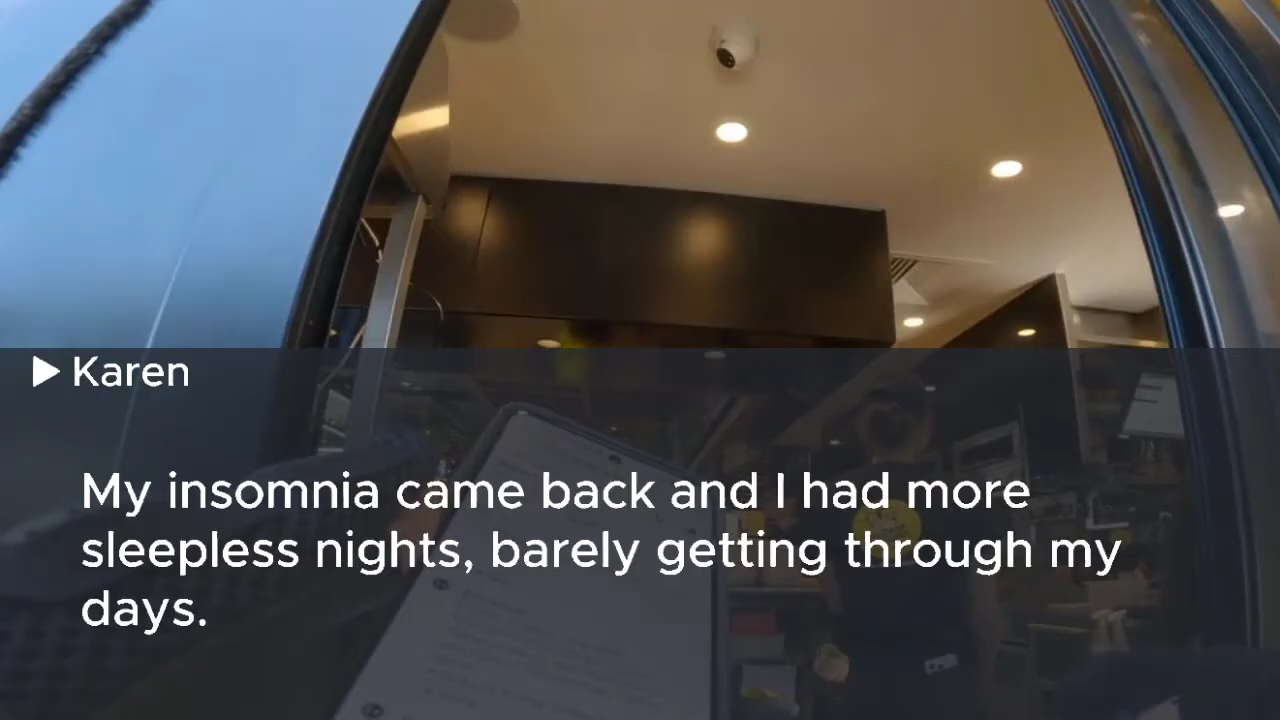 Karen
My insomnia came back and I had more
sleepless nights, barely getting through my
days.